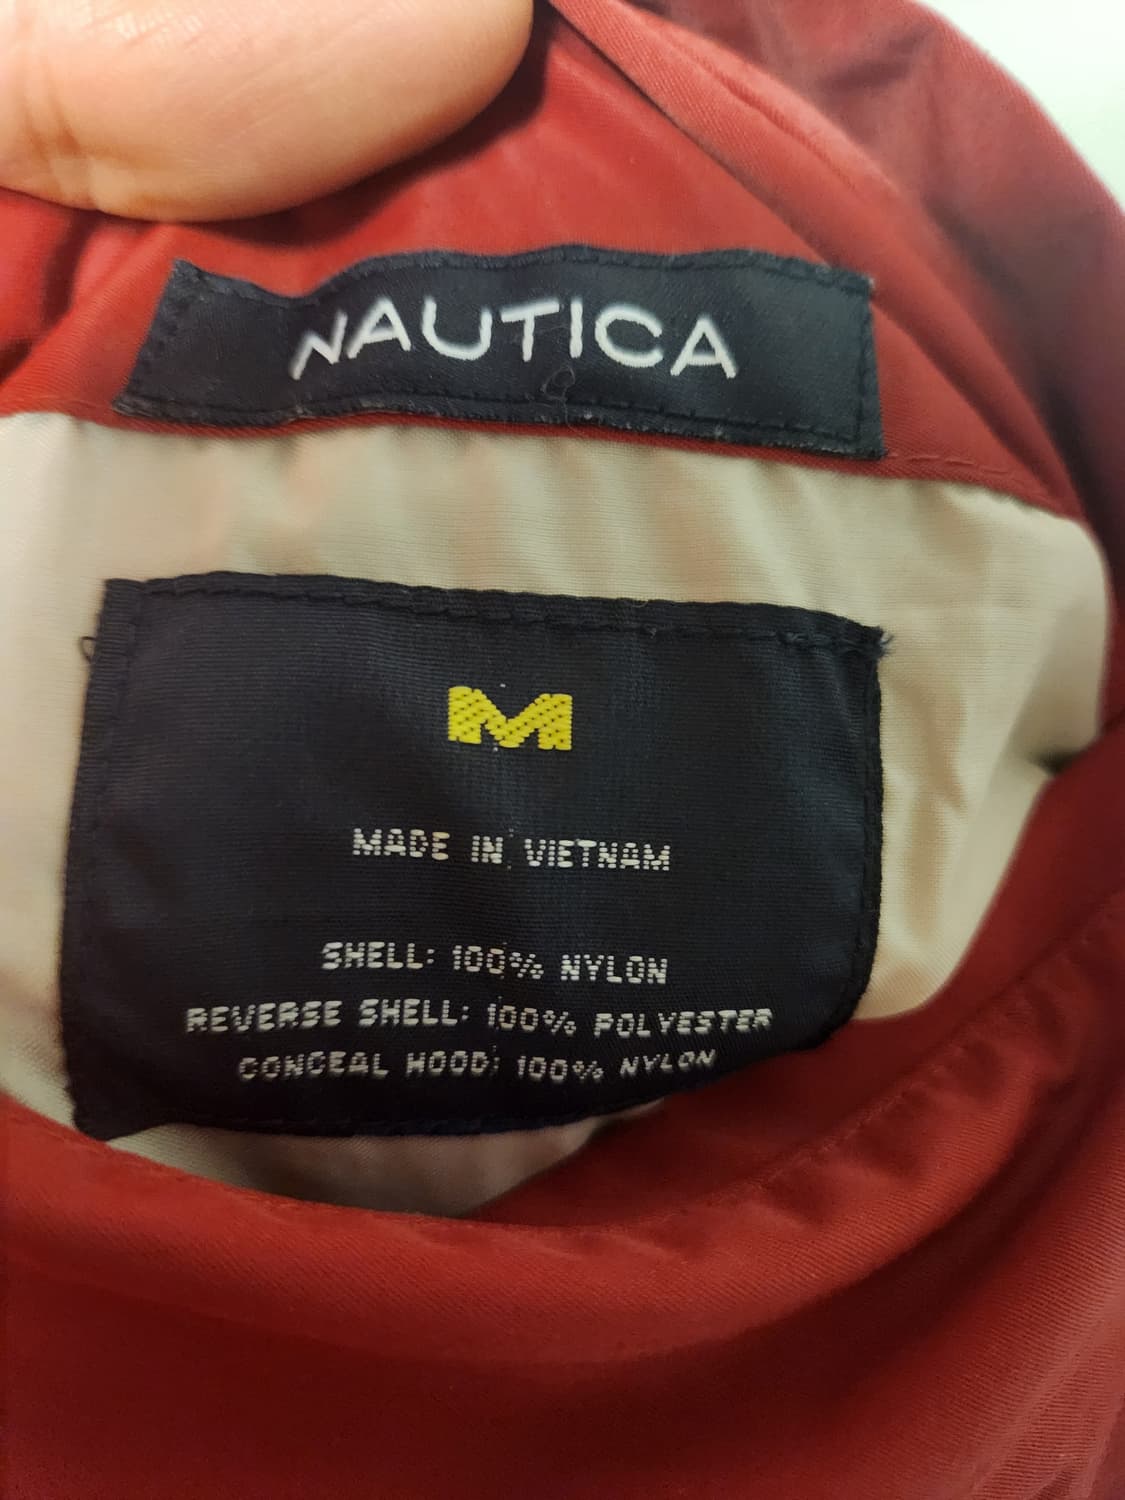 NAUTICA
M
MADE IN VIETNAM
SHELL: 100% NYLON
REVERSE SHELL: 100% POLYESTER
CONCEAL HOOD: 100% NYLON